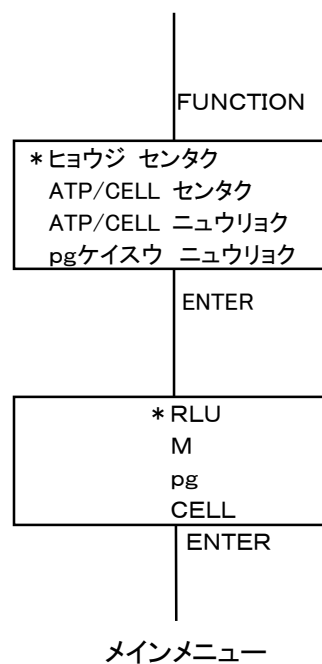 FUNCTION
*ヒョウジ センタク
ATP/CELL センタク
ATP/CELL ニュウリョク
pgケイスウ ニュウリョク
ENTER
*RLU
M
pg
CELL
ENTER
メインメニュー